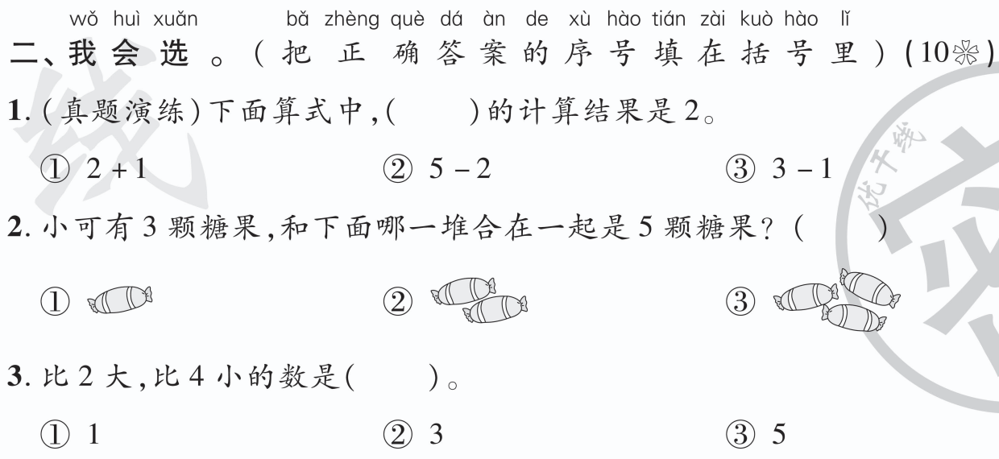 wǒ huì xuǎn bǎ zhèng què dá àn de xù hào tián zài kuò hào lǐ
二、我会选。(把正确答案的序号填在括号里)(10)
1.(真题演练)下面算式中,( )的计算结果是2。
① 2+1 ② 5-2 ③ 3-1
2.小可有3颗糖果,和下面哪一堆合在一起是5颗糖果?( )
① ② ③
3.比2大,比4小的数是( )。
① 1 ② 3 ③ 5
线
优干线
密